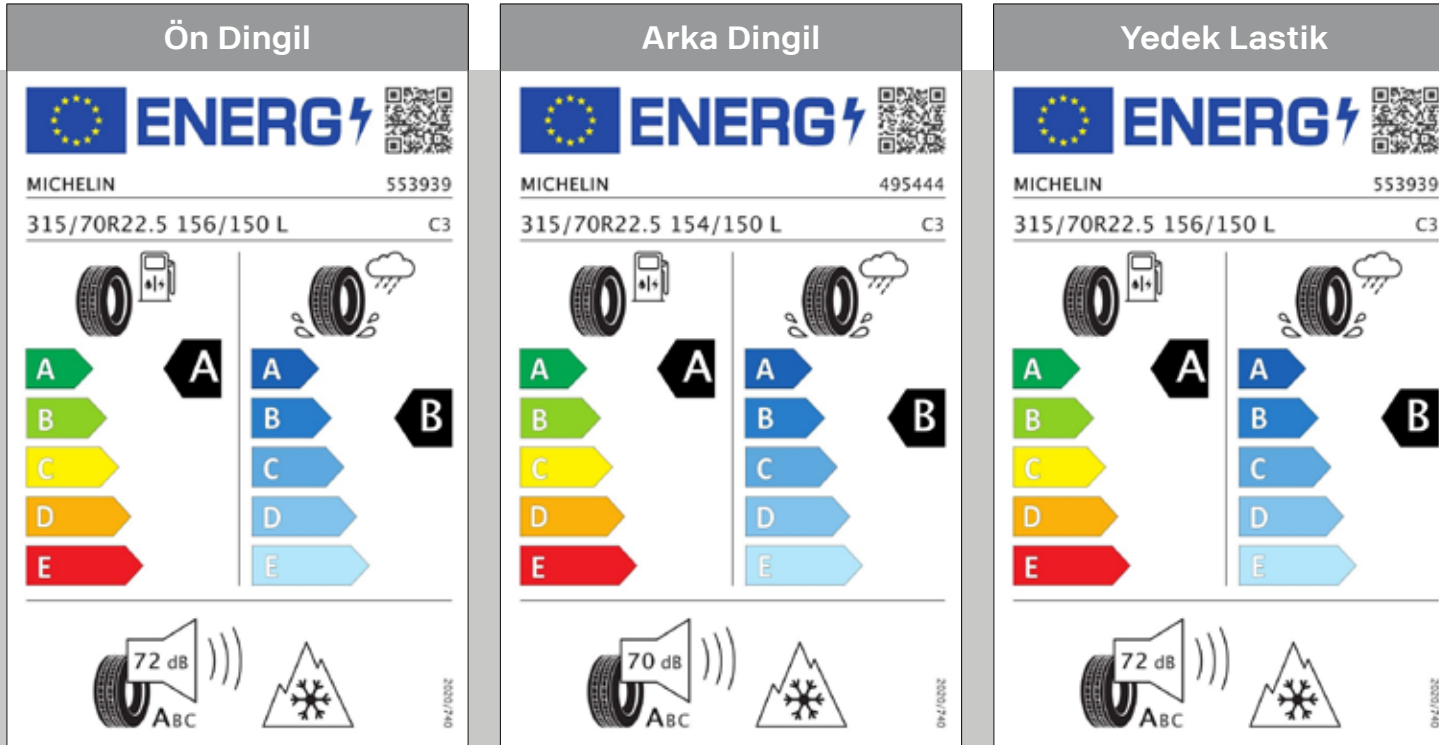 Ön Dingil
ENERG
MICHELIN 553939
315/70R22.5 156/150 L C3
A A A
B B B
C C
D D
E E
72 dB
ABC
2020/740
Arka Dingil
ENERG
MICHELIN 495444
315/70R22.5 154/150 L C3
A A A
B B B
C C
D D
E E
70 dB
ABC
2020/740
Yedek Lastik
ENERG
MICHELIN 553939
315/70R22.5 156/150 L C3
A A A
B B B
C C
D D
E E
72 dB
ABC
2020/740